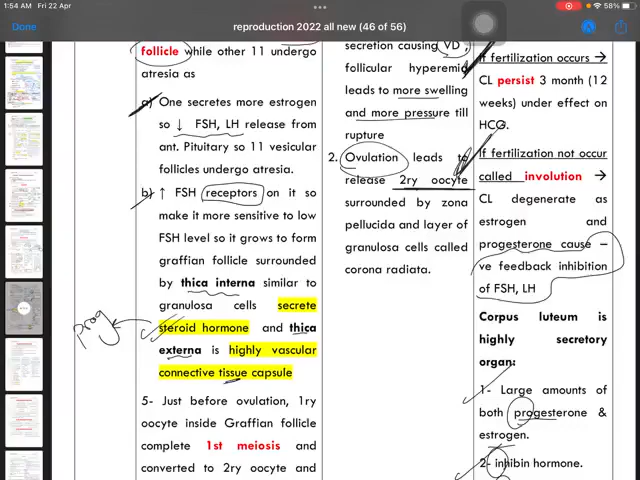 1:54 AM Fri 22 Apr
58%
Done
reproduction 2022 all new (46 of 56)
follicle while other 11 undergo
atresia as
a) One secretes more estrogen
so ↓ FSH, LH release from
ant. Pituitary so 11 vesicular
follicles undergo atresia.
b) ↑ FSH receptors on it so
make it more sensitive to low
FSH level so it grows to form
graffian follicle surrounded
by thica interna similar to
granulosa cells secrete
steroid hormone and thica
externa is highly vascular
connective tissue capsule
prog
5- Just before ovulation, 1ry
oocyte inside Graffian follicle
complete 1st meiosis and
converted to 2ry oocyte and
secretion causing VD,
follicular hyperemia
leads to more swelling
and more pressure till
rupture
2. Ovulation leads to
release 2ry oocyte
surrounded by zona
pellucida and layer of
granulosa cells called
corona radiata.
If fertilization occurs →
CL persist 3 month (12
weeks) under effect on
HCG.
If fertilization not occur
called involution →
CL degenerate as
estrogen and
progesterone cause –
ve feedback inhibition
of FSH, LH
Corpus luteum is
highly secretory
organ:
1- Large amounts of
both progesterone &
estrogen.
2- inhibin hormone.